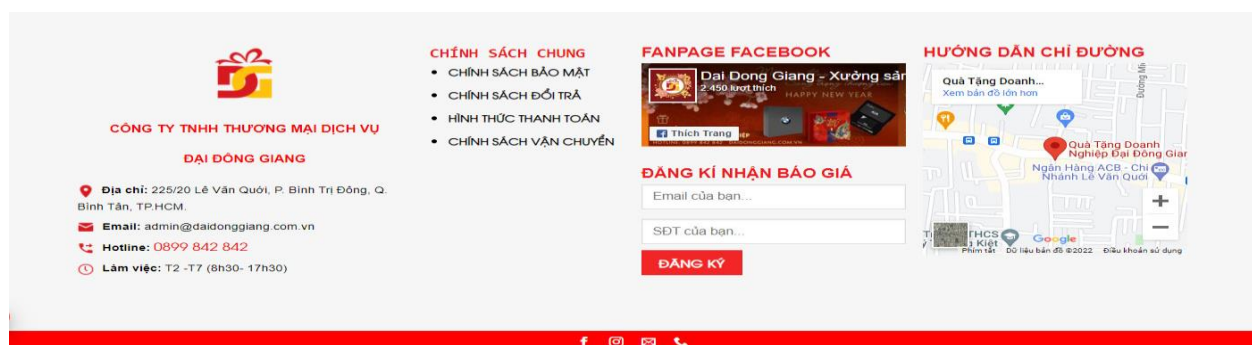 CÔNG TY TNHH THƯƠNG MẠI DỊCH VỤ
ĐẠI ĐÔNG GIANG
Địa chỉ: 225/20 Lê Văn Quới, P. Bình Trị Đông, Q.
Bình Tân, TP.HCM.
Email: admin@daidonggiang.com.vn
Hotline: 0899 842 842
Làm việc: T2 -T7 (8h30- 17h30)
CHÍNH SÁCH CHUNG
CHÍNH SÁCH BẢO MẬT
CHÍNH SÁCH ĐỔI TRẢ
HÌNH THỨC THANH TOÁN
CHÍNH SÁCH VẬN CHUYỂN
FANPAGE FACEBOOK
Dai Dong Giang - Xưởng sản
2.450 lượt thích
HAPPY NEW YEAR
Thích Trang
ĐĂNG KÍ NHẬN BÁO GIÁ
Email của bạn...
SĐT của bạn...
ĐĂNG KÝ
HƯỚNG DẪN CHỈ ĐƯỜNG
Quà Tặng Doanh...
Xem bản đồ lớn hơn
Quà Tặng Doanh
Nghiệp Đại Đông Giang
Ngân Hàng ACB - Chi
Nhánh Lê Văn Quới
THCS
Kiệt
Google
Phím tắt Dữ liệu bản đồ ©2022 Điều khoản sử dụng